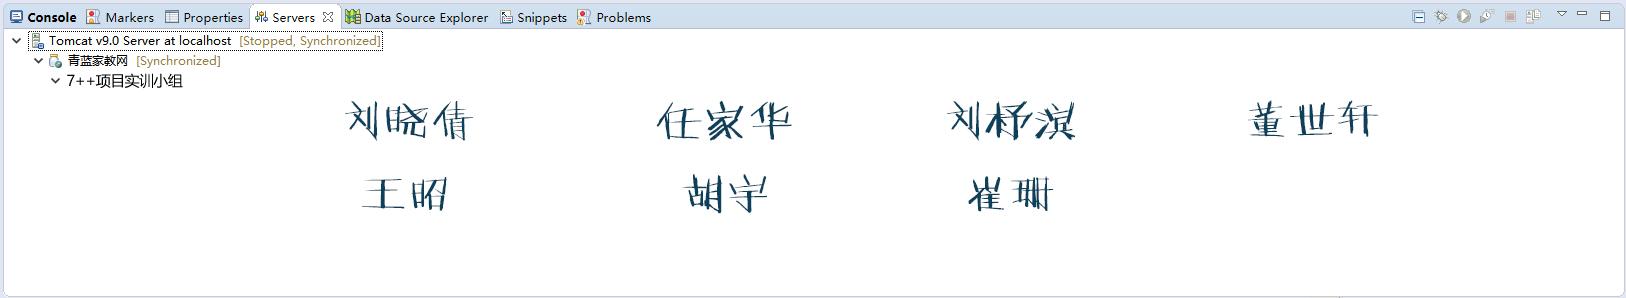 Console Markers Properties Servers Data Source Explorer Snippets Problems
Tomcat v9.0 Server at localhost [Stopped, Synchronized]
青蓝家教网 [Synchronized]
7++项目实训小组
刘晓倩 任家华 刘杼滨 董世轩
王昭 胡宇 崔珊